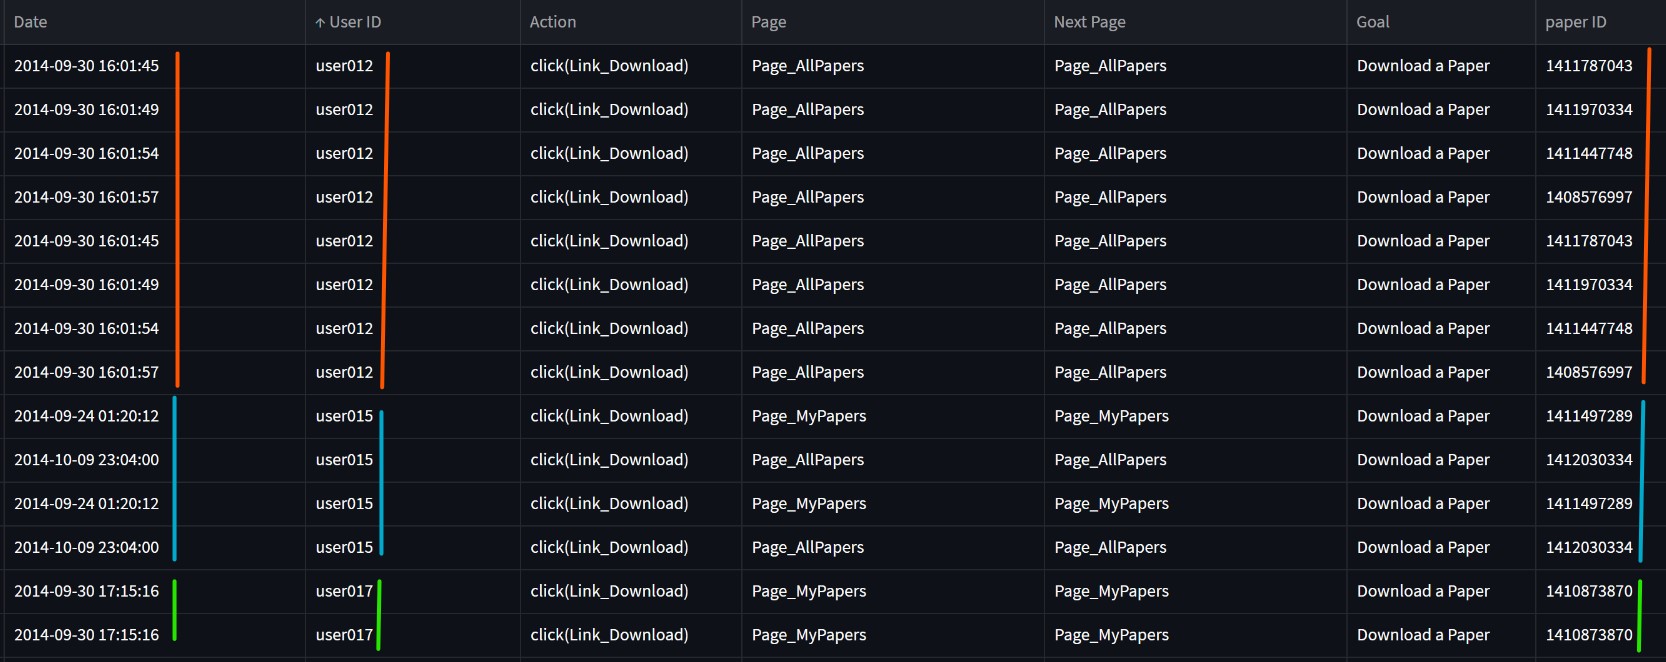 Date ↑ User ID Action Page Next Page Goal paper ID
2014-09-30 16:01:45 user012 click(Link_Download) Page_AllPapers Page_AllPapers Download a Paper 1411787043
2014-09-30 16:01:49 user012 click(Link_Download) Page_AllPapers Page_AllPapers Download a Paper 1411970334
2014-09-30 16:01:54 user012 click(Link_Download) Page_AllPapers Page_AllPapers Download a Paper 1411447748
2014-09-30 16:01:57 user012 click(Link_Download) Page_AllPapers Page_AllPapers Download a Paper 1408576997
2014-09-30 16:01:45 user012 click(Link_Download) Page_AllPapers Page_AllPapers Download a Paper 1411787043
2014-09-30 16:01:49 user012 click(Link_Download) Page_AllPapers Page_AllPapers Download a Paper 1411970334
2014-09-30 16:01:54 user012 click(Link_Download) Page_AllPapers Page_AllPapers Download a Paper 1411447748
2014-09-30 16:01:57 user012 click(Link_Download) Page_AllPapers Page_AllPapers Download a Paper 1408576997
2014-09-24 01:20:12 user015 click(Link_Download) Page_MyPapers Page_MyPapers Download a Paper 1411497289
2014-10-09 23:04:00 user015 click(Link_Download) Page_AllPapers Page_AllPapers Download a Paper 1412030334
2014-09-24 01:20:12 user015 click(Link_Download) Page_MyPapers Page_MyPapers Download a Paper 1411497289
2014-10-09 23:04:00 user015 click(Link_Download) Page_AllPapers Page_AllPapers Download a Paper 1412030334
2014-09-30 17:15:16 user017 click(Link_Download) Page_MyPapers Page_MyPapers Download a Paper 1410873870
2014-09-30 17:15:16 user017 click(Link_Download) Page_MyPapers Page_MyPapers Download a Paper 1410873870